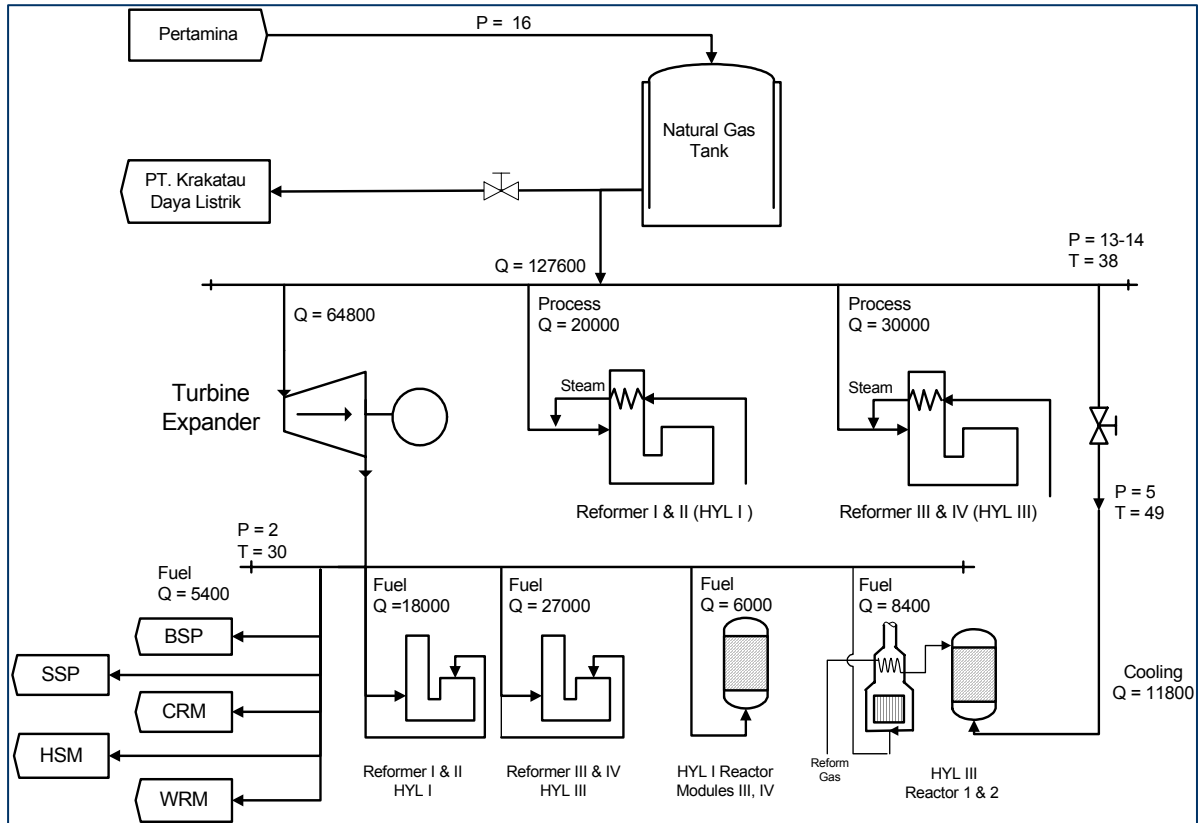 Pertamina
P = 16
Natural Gas
Tank
PT. Krakatau
Daya Listrik
P = 13-14
T = 38
Q = 127600
Q = 64800
Process
Q = 20000
Process
Q = 30000
Turbine
Expander
Steam
Steam
Reformer I & II (HYL I )
Reformer III & IV (HYL III)
P = 5
T = 49
P = 2
T = 30
Fuel
Q = 5400
Fuel
Q =18000
Fuel
Q = 27000
Fuel
Q = 6000
Fuel
Q = 8400
BSP
SSP
CRM
HSM
WRM
Cooling
Q = 11800
Reformer I & II
HYL I
Reformer III & IV
HYL III
HYL I Reactor
Modules III, IV
Reform
Gas
HYL III
Reactor 1 & 2